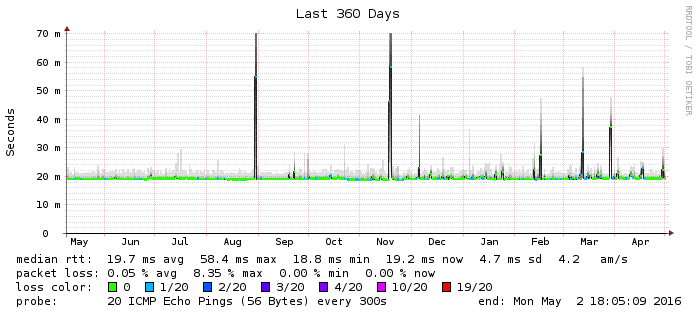 Last 360 Days
RRDTOOL / TOBI OETIKER
Seconds
70 m
60 m
50 m
40 m
30 m
20 m
10 m
0
May Jun Jul Aug Sep Oct Nov Dec Jan Feb Mar Apr
median rtt: 19.7 ms avg 58.4 ms max 18.8 ms min 19.2 ms now 4.7 ms sd 4.2 am/s
packet loss: 0.05 % avg 8.35 % max 0.00 % min 0.00 % now
loss color: 0 1/20 2/20 3/20 4/20 10/20 19/20
probe: 20 ICMP Echo Pings (56 Bytes) every 300s end: Mon May 2 18:05:09 2016